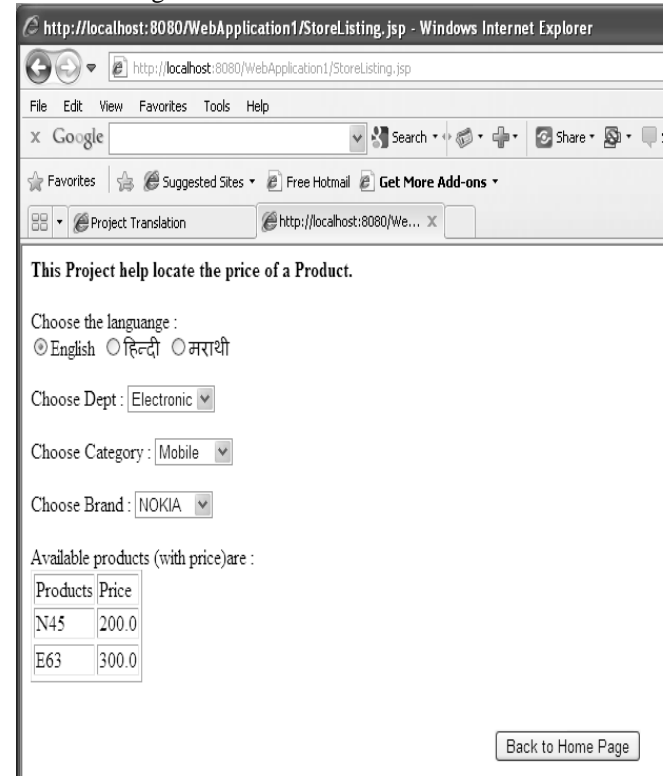 http://localhost:8080/WebApplication1/StoreListing.jsp - Windows Internet Explorer
http://localhost:8080/WebApplication1/StoreListing.jsp
File Edit View Favorites Tools Help
x Google Search Share
Favorites Suggested Sites Free Hotmail Get More Add-ons
Project Translation http://localhost:8080/We... X
This Project help locate the price of a Product.
Choose the languange :
English हिन्दी मराथी
Choose Dept : Electronic
Choose Category : Mobile
Choose Brand : NOKIA
Available products (with price)are :
Products Price
N45 200.0
E63 300.0
Back to Home Page